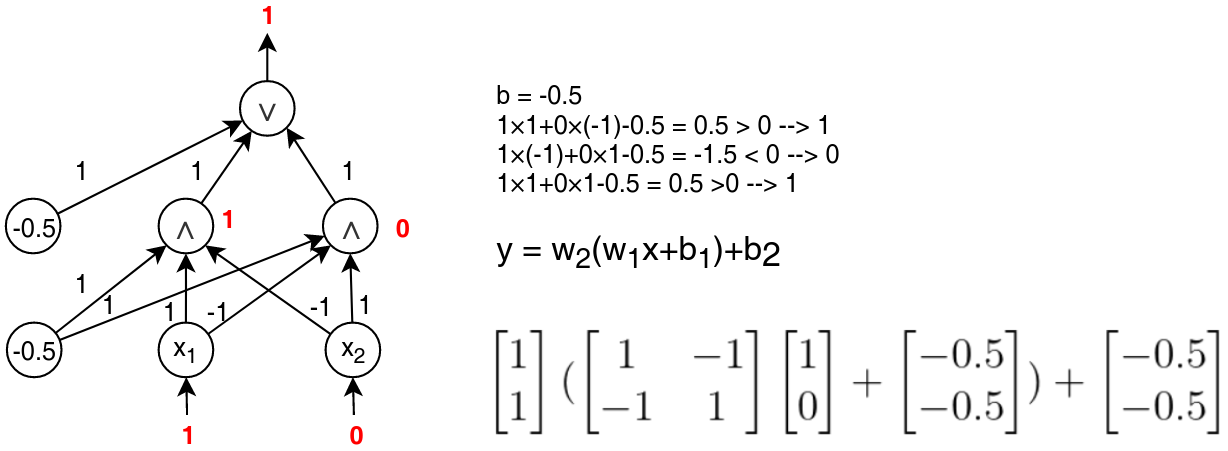 1
∨
1
1
1
-0.5
∧
1
∧
0
1
1
1
-1
-1
1
-0.5
x₁
x₂
1
0
b = -0.5
1×1+0×(-1)-0.5 = 0.5 > 0 --> 1
1×(-1)+0×1-0.5 = -1.5 < 0 --> 0
1×1+0×1-0.5 = 0.5 >0 --> 1
y = w₂(w₁x+b₁)+b₂
[1 1] ([1 −1 −1 1] [1 0] + [−0.5 −0.5]) + [−0.5 −0.5]